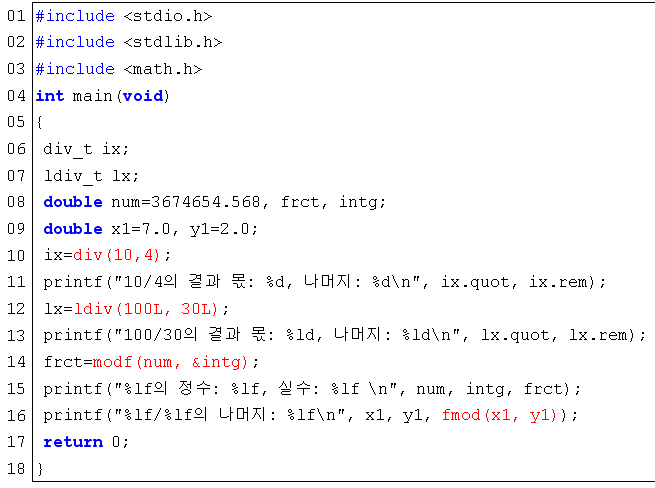 01 #include <stdio.h>
02 #include <stdlib.h>
03 #include <math.h>
04 int main(void)
05 {
06 div_t ix;
07 ldiv_t lx;
08 double num=3674654.568, frct, intg;
09 double x1=7.0, y1=2.0;
10 ix=div(10,4);
11 printf("10/4의 결과 몫: %d, 나머지: %d\n", ix.quot, ix.rem);
12 lx=ldiv(100L, 30L);
13 printf("100/30의 결과 몫: %ld, 나머지: %ld\n", lx.quot, lx.rem);
14 frct=modf(num, &intg);
15 printf("%lf의 정수: %lf, 실수: %lf \n", num, intg, frct);
16 printf("%lf/%lf의 나머지: %lf\n", x1, y1, fmod(x1, y1));
17 return 0;
18 }